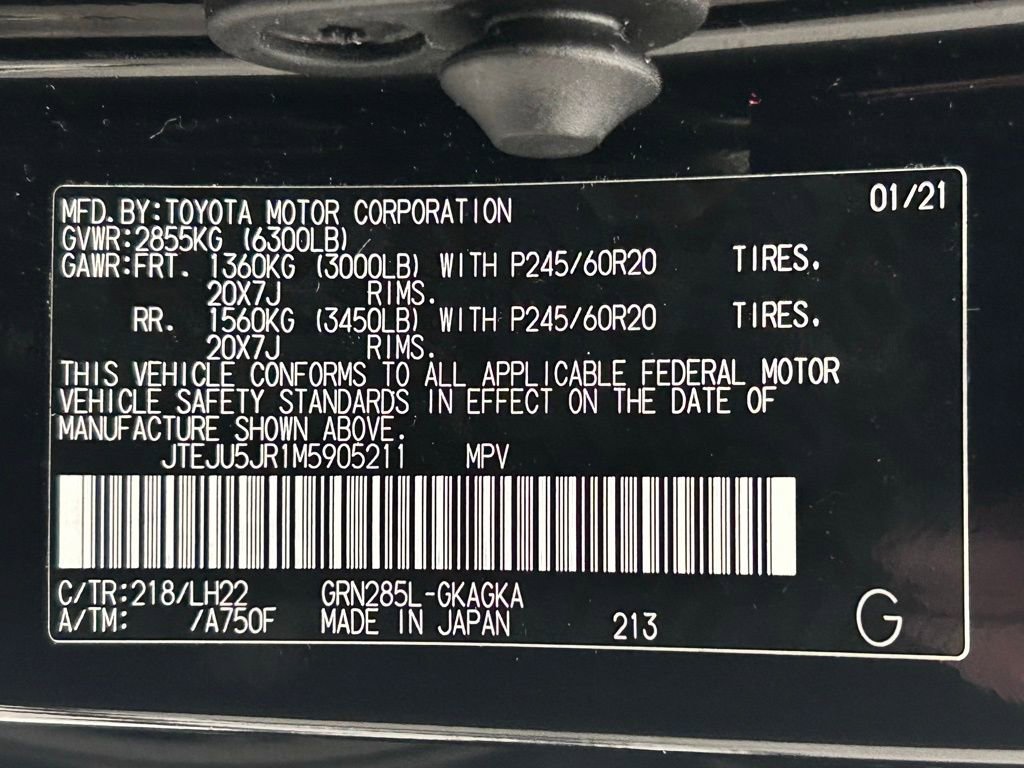 01/21
MFD.BY:TOYOTA MOTOR CORPORATION
GVWR:2855KG (6300LB)
GAWR:FRT. 1360KG (3000LB) WITH P245/60R20 TIRES.
20X7J RIMS.
RR. 1560KG (3450LB) WITH P245/60R20 TIRES.
20X7J RIMS.
THIS VEHICLE CONFORMS TO ALL APPLICABLE FEDERAL MOTOR
VEHICLE SAFETY STANDARDS IN EFFECT ON THE DATE OF
MANUFACTURE SHOWN ABOVE.
JTEJU5JR1M5905211 MPV
C/TR:218/LH22 GRN285L-GKAGKA
A/TM: /A750F MADE IN JAPAN 213 G